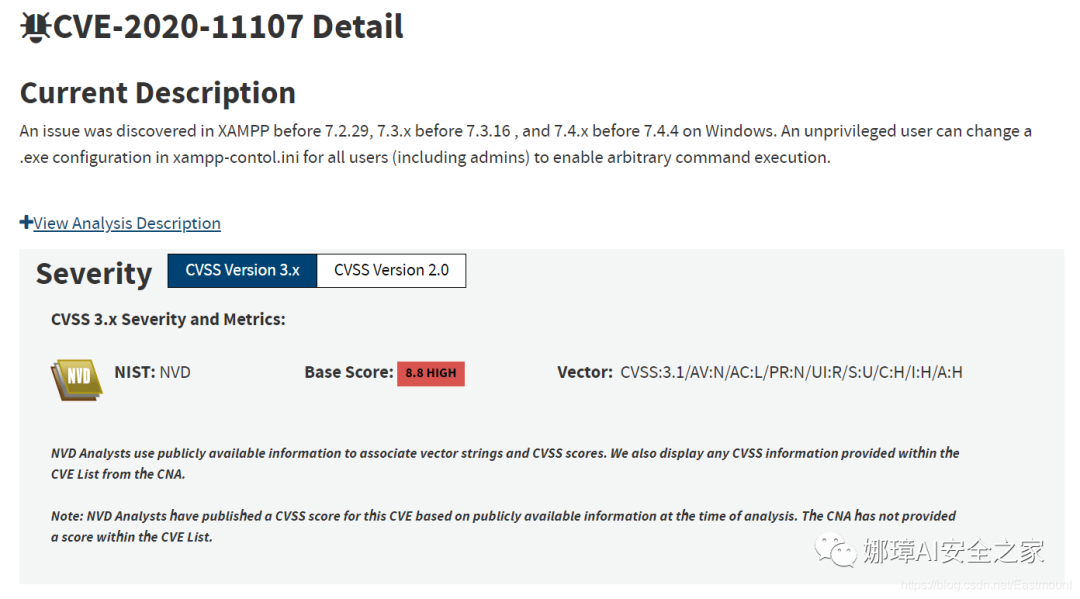 CVE-2020-11107 Detail
Current Description
An issue was discovered in XAMPP before 7.2.29, 7.3.x before 7.3.16 , and 7.4.x before 7.4.4 on Windows. An unprivileged user can change a
.exe configuration in xampp-contol.ini for all users (including admins) to enable arbitrary command execution.
+View Analysis Description
Severity CVSS Version 3.x CVSS Version 2.0
CVSS 3.x Severity and Metrics:
NVD NIST: NVD Base Score: 8.8 HIGH Vector: CVSS:3.1/AV:N/AC:L/PR:N/UI:R/S:U/C:H/I:H/A:H
NVD Analysts use publicly available information to associate vector strings and CVSS scores. We also display any CVSS information provided within the
CVE List from the CNA.
Note: NVD Analysts have published a CVSS score for this CVE based on publicly available information at the time of analysis. The CNA has not provided
a score within the CVE List.
娜璋AI安全之家
https://blog.csdn.net/Eastmount